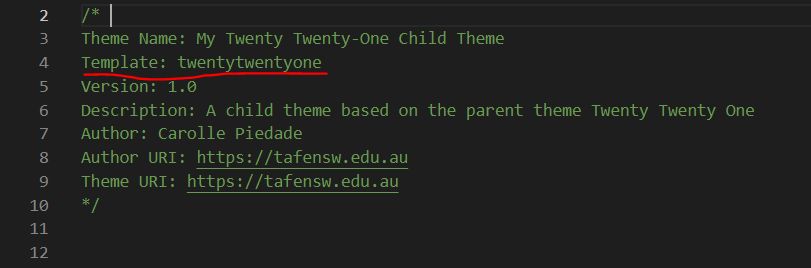 2 /*
3 Theme Name: My Twenty Twenty-One Child Theme
4 Template: twentytwentyone
5 Version: 1.0
6 Description: A child theme based on the parent theme Twenty Twenty One
7 Author: Carolle Piedade
8 Author URI: https://tafensw.edu.au
9 Theme URI: https://tafensw.edu.au
10 */
11
12